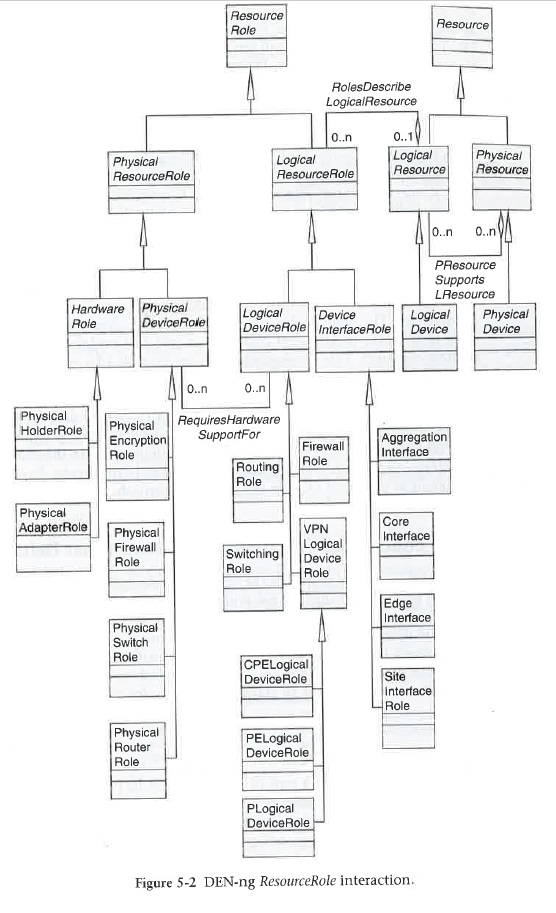 Resource
Role
Resource
RolesDescribe
LogicalResource
0..n
0..1
Physical
ResourceRole
Logical
ResourceRole
Logical
Resource
Physical
Resource
0..n
0..n
PResource
Supports
LResource
Hardware
Role
Physical
DeviceRole
Logical
DeviceRole
Device
InterfaceRole
Logical
Device
Physical
Device
0..n
0..n
RequiresHardware
SupportFor
Physical
HolderRole
Physical
Encryption
Role
Routing
Role
Firewall
Role
Aggregation
Interface
Physical
AdapterRole
Physical
Firewall
Role
Switching
Role
VPN
Logical
Device
Role
Core
Interface
Physical
Switch
Role
Edge
Interface
CPELogical
DeviceRole
Site
Interface
Role
Physical
Router
Role
PELogical
DeviceRole
PLogical
DeviceRole
Figure 5-2 DEN-ng ResourceRole interaction.